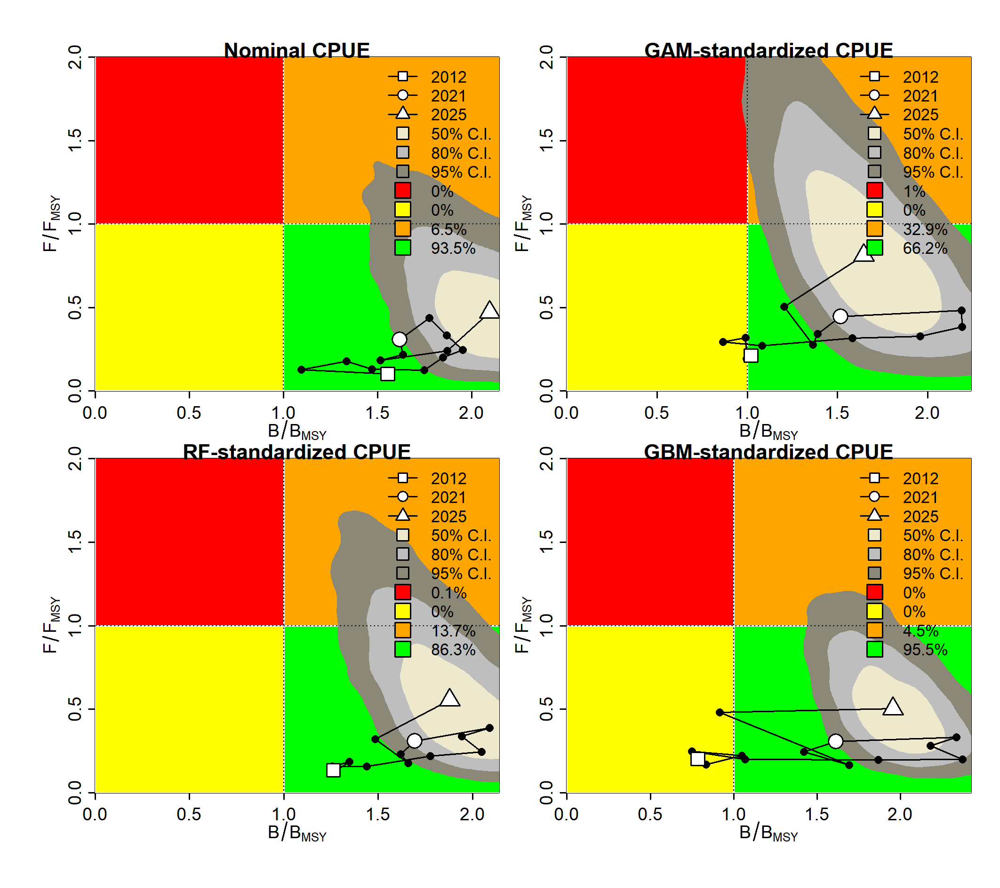 Nominal CPUE
2.0
1.5
1.0
0.5
0.0
F/FMSY
2012
2021
2025
50% C.I.
80% C.I.
95% C.I.
0%
0%
6.5%
93.5%
0.0 0.5 1.0 1.5 2.0
B/BMSY
GAM-standardized CPUE
2.0
1.5
1.0
0.5
0.0
F/FMSY
2012
2021
2025
50% C.I.
80% C.I.
95% C.I.
1%
0%
32.9%
66.2%
0.0 0.5 1.0 1.5 2.0
B/BMSY
RF-standardized CPUE
2.0
1.5
1.0
0.5
0.0
F/FMSY
2012
2021
2025
50% C.I.
80% C.I.
95% C.I.
0.1%
0%
13.7%
86.3%
0.0 0.5 1.0 1.5 2.0
B/BMSY
GBM-standardized CPUE
2.0
1.5
1.0
0.5
0.0
F/FMSY
2012
2021
2025
50% C.I.
80% C.I.
95% C.I.
0%
0%
4.5%
95.5%
0.0 0.5 1.0 1.5 2.0
B/BMSY